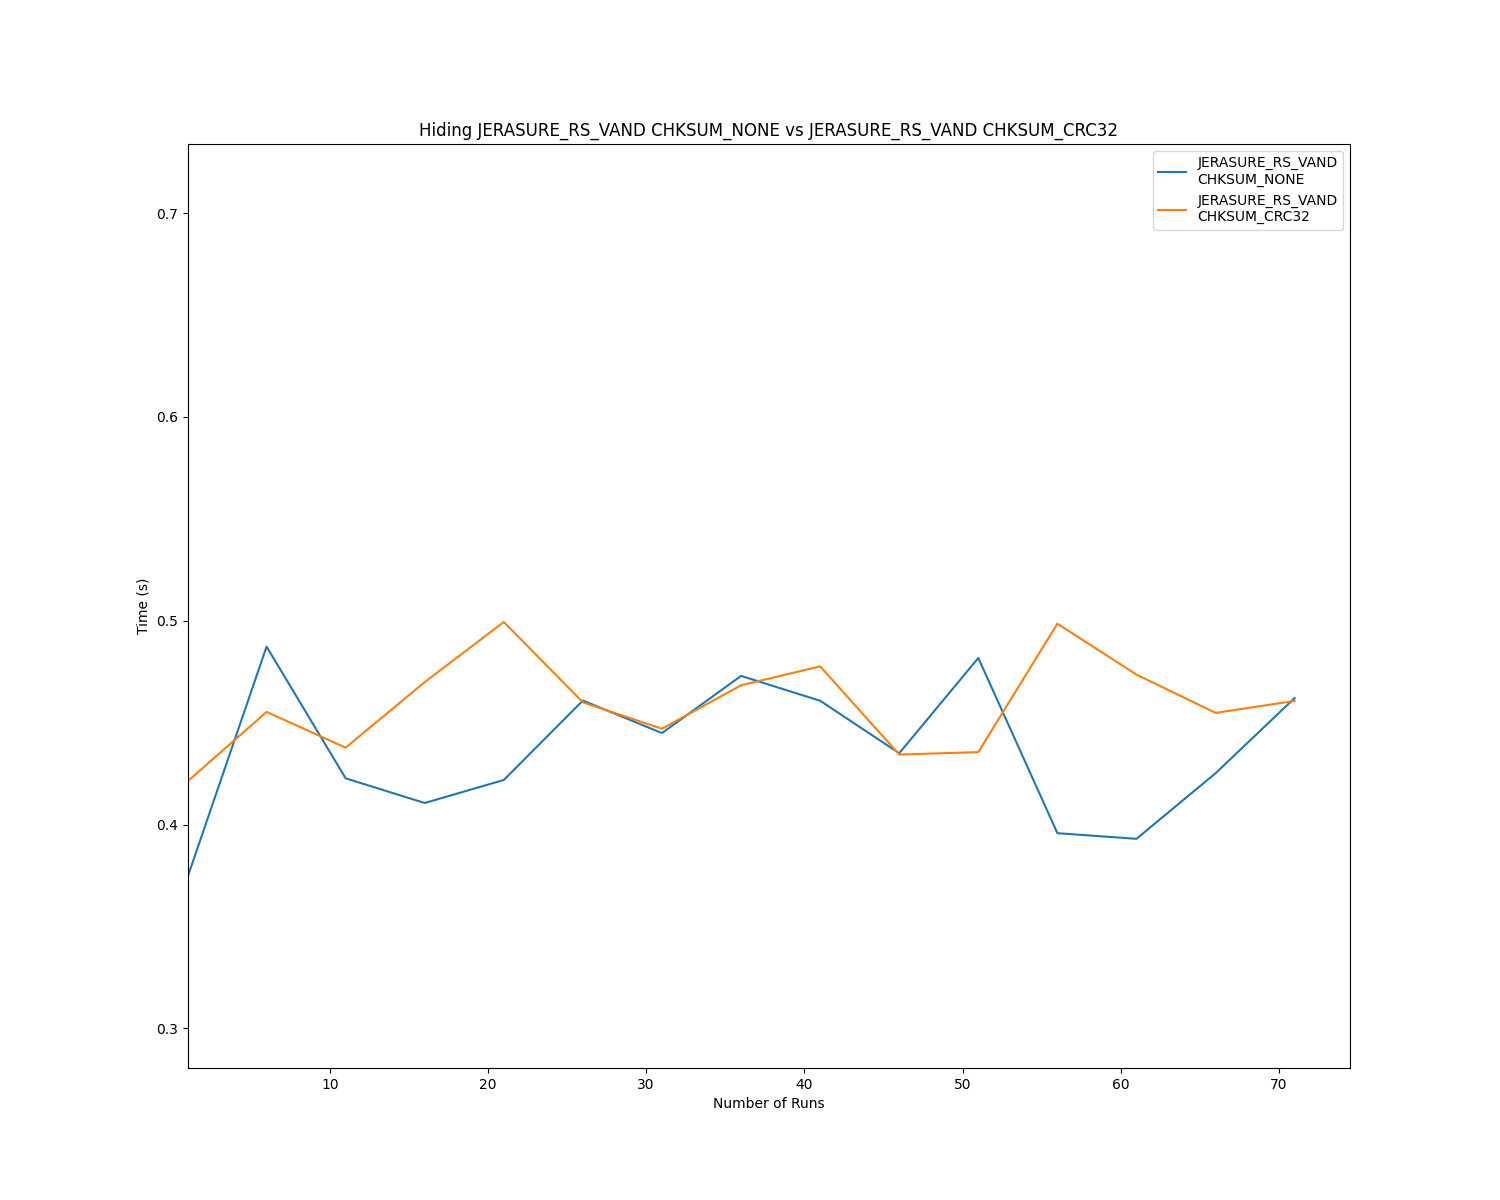 Hiding JERASURE_RS_VAND CHKSUM_NONE vs JERASURE_RS_VAND CHKSUM_CRC32
JERASURE_RS_VAND
CHKSUM_NONE
JERASURE_RS_VAND
CHKSUM_CRC32
0.7
0.6
0.5
0.4
0.3
Time (s)
10 20 30 40 50 60 70
Number of Runs